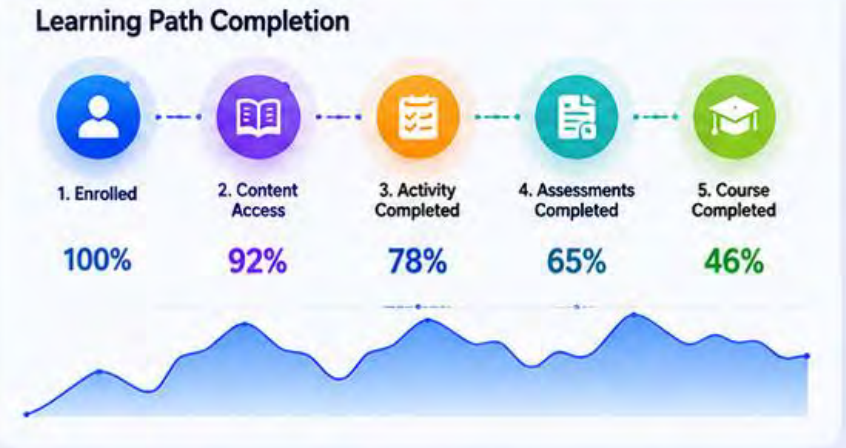 Learning Path Completion
1. Enrolled
2. Content
Access
3. Activity
Completed
4. Assessments
Completed
5. Course
Completed
100%
92%
78%
65%
46%